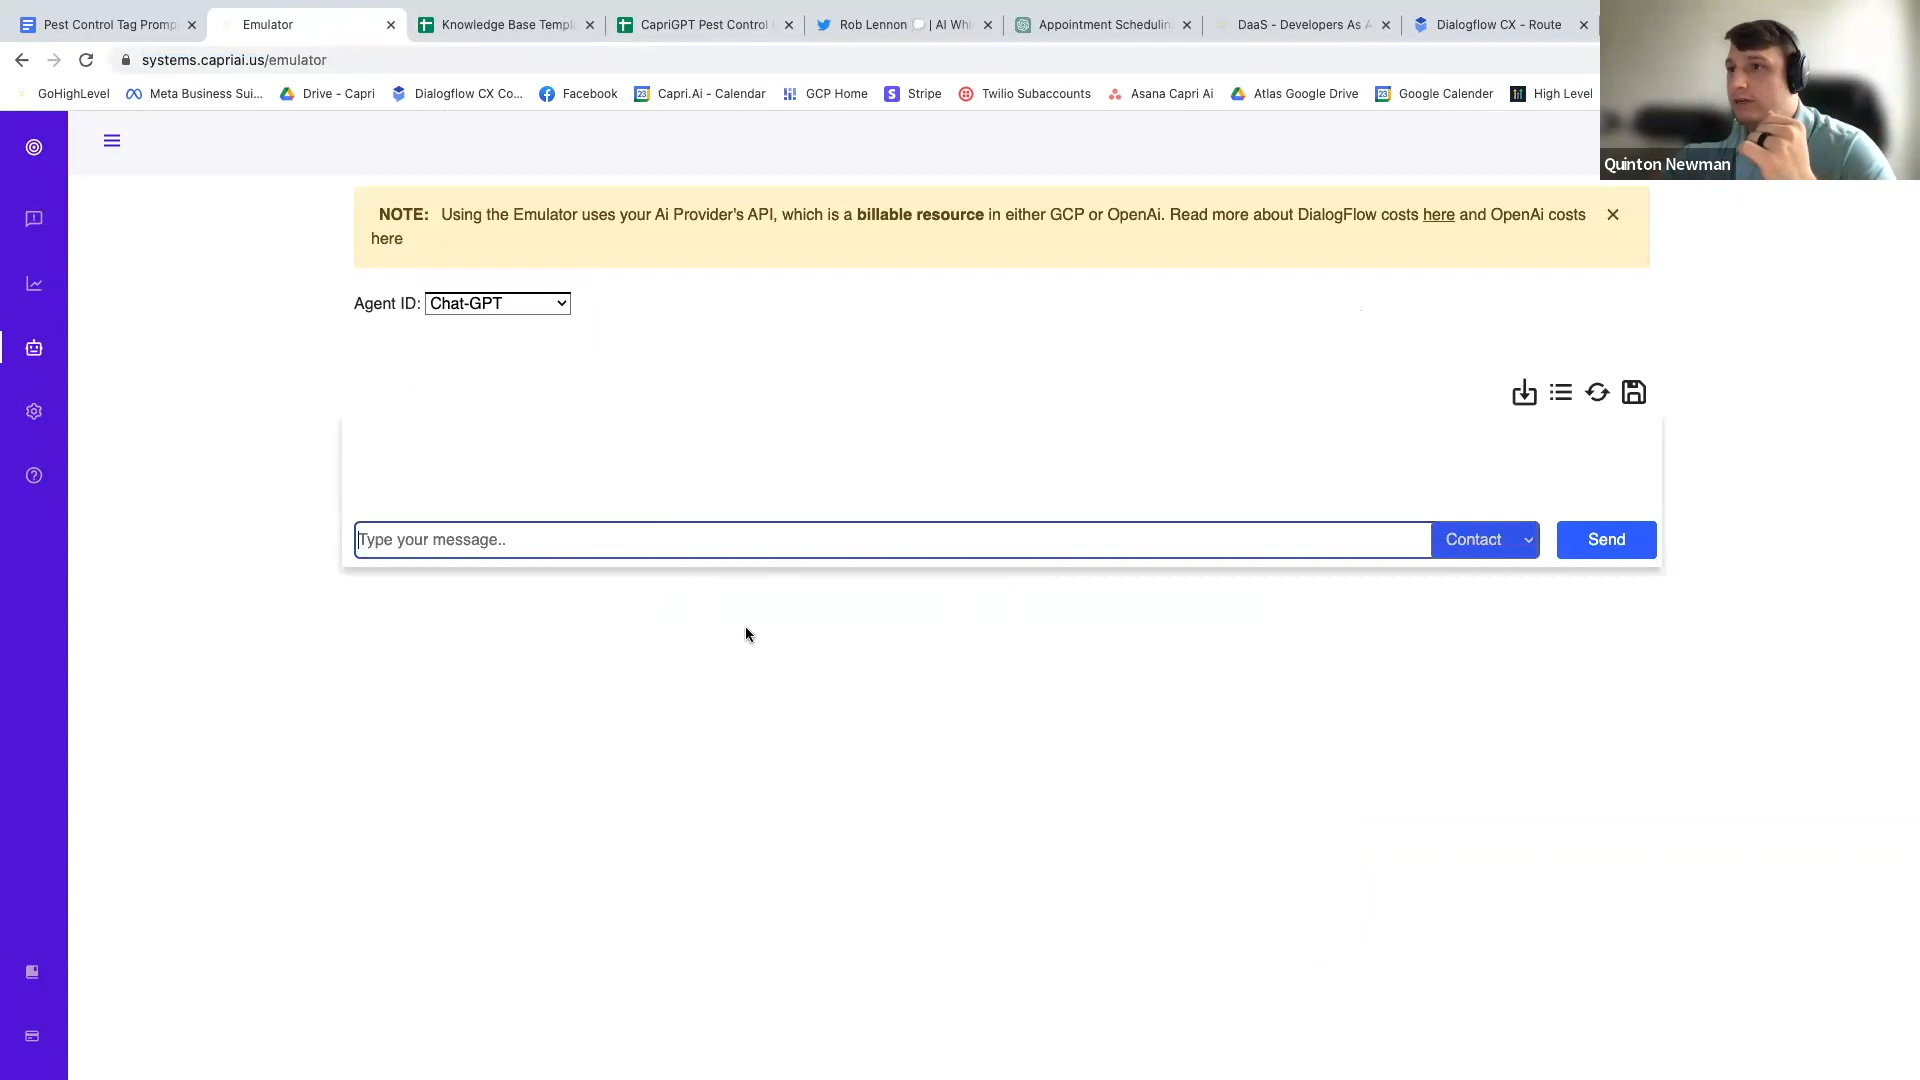 Pest Control Tag Promp
Emulator
Knowledge Base Templ
CapriGPT Pest Control
Rob Lennon 💭 | AI Whi
Appointment Schedulin
DaaS - Developers As A
Dialogflow CX - Route
systems.capriai.us/emulator
GoHighLevel
Meta Business Sui...
Drive - Capri
Dialogflow CX Co...
Facebook
Capri.Ai - Calendar
GCP Home
Stripe
Twilio Subaccounts
Asana Capri Ai
Atlas Google Drive
Google Calender
High Level
Quinton Newman
NOTE: Using the Emulator uses your Ai Provider's API, which is a billable resource in either GCP or OpenAi. Read more about DialogFlow costs here and OpenAi costs
here
Agent ID: Chat-GPT
Type your message..
Contact
Send